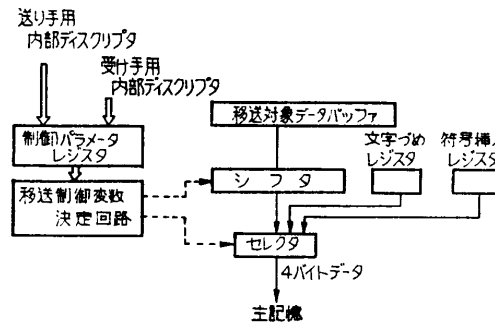 送り手用
内部ディスクリプタ
受け手用
内部ディスクリプタ
制御パラメータ
レジスタ
移送制御変数
決定回路
移送対象データバッファ
シフタ
文字づめ
レジスタ
符号挿入
レジスタ
セレクタ
4バイトデータ
主記憶